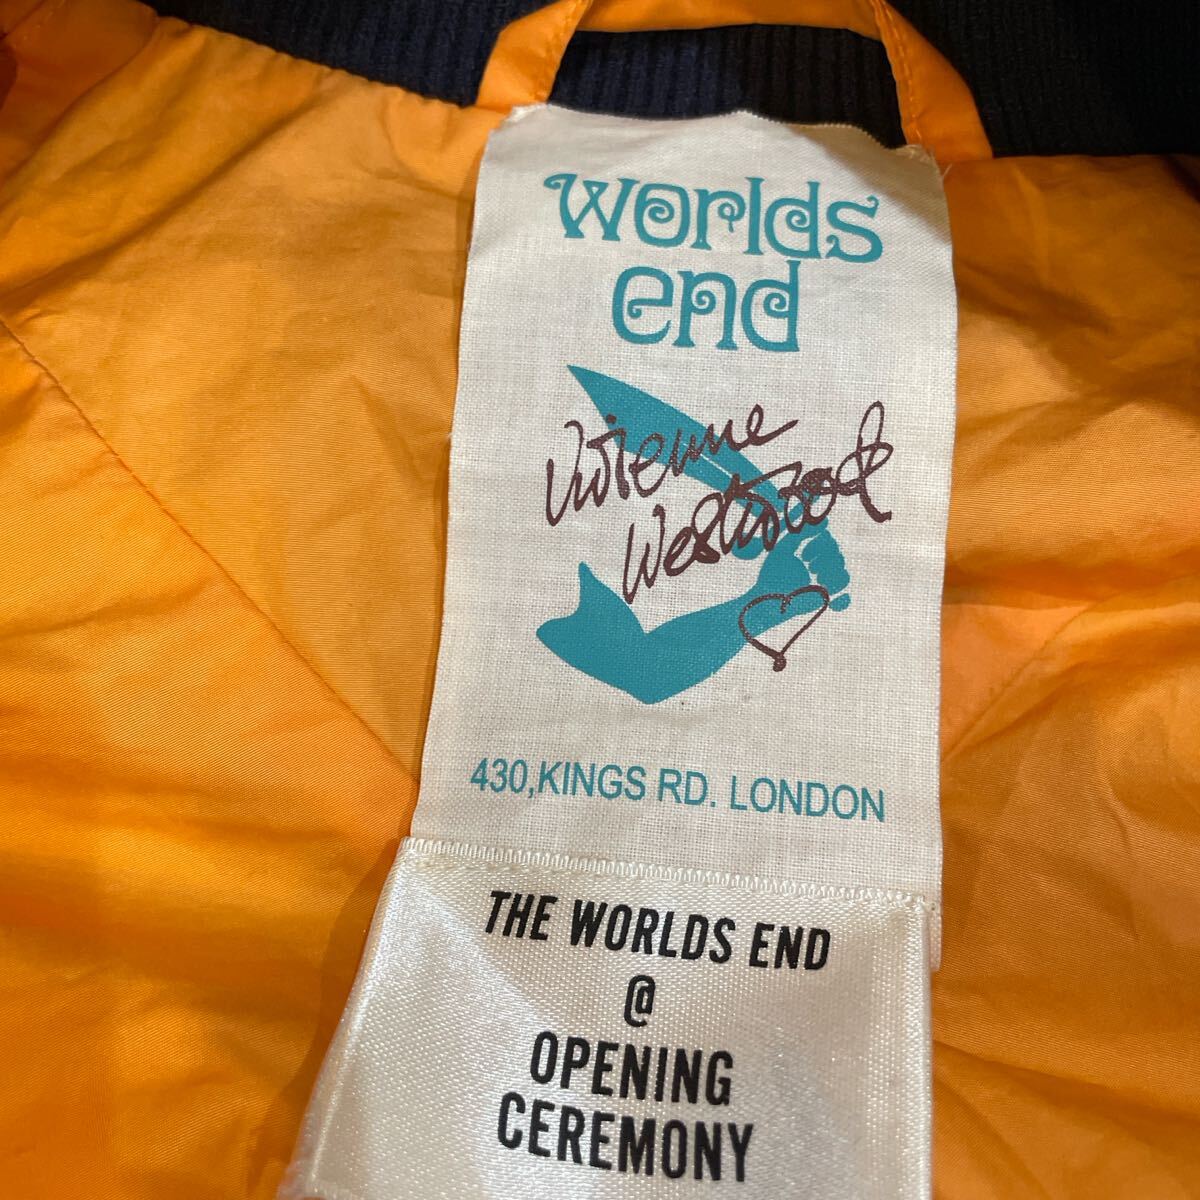 worlds
end
Vivienne
Westwood
430,KINGS RD. LONDON
THE WORLDS END
@
OPENING
CEREMONY